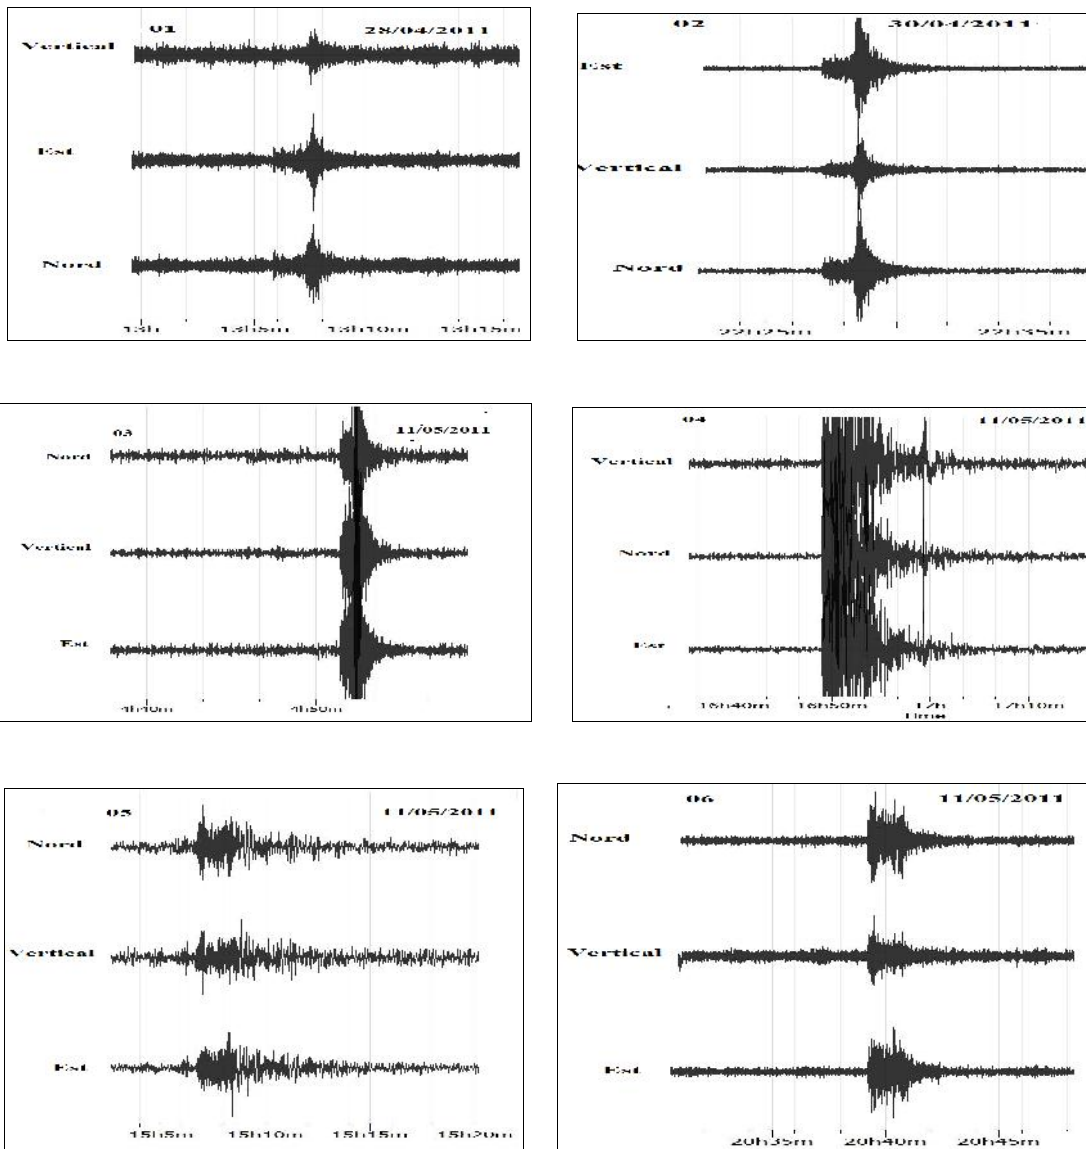 01 28/04/2011
Vertical
Est
Nord
13h 13h5m 13h10m 13h15m
02 30/04/2011
Est
Vertical
Nord
22h25m 22h35m
03 11/05/2011
Nord
Vertical
Est
4h40m 4h50m
04 11/05/2011
Vertical
Nord
Est
16h40m 16h50m 17h 17h10m
Time
05 11/05/2011
Nord
Vertical
Est
15h5m 15h10m 15h15m 15h20m
06 11/05/2011
Nord
Vertical
Est
20h35m 20h40m 20h45m